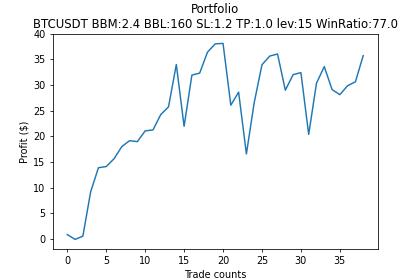 Portfolio
BTCUSDT BBM:2.4 BBL:160 SL:1.2 TP:1.0 lev:15 WinRatio:77.0
40
35
30
25
20
15
10
5
0
Profit ($)
0 5 10 15 20 25 30 35
Trade counts